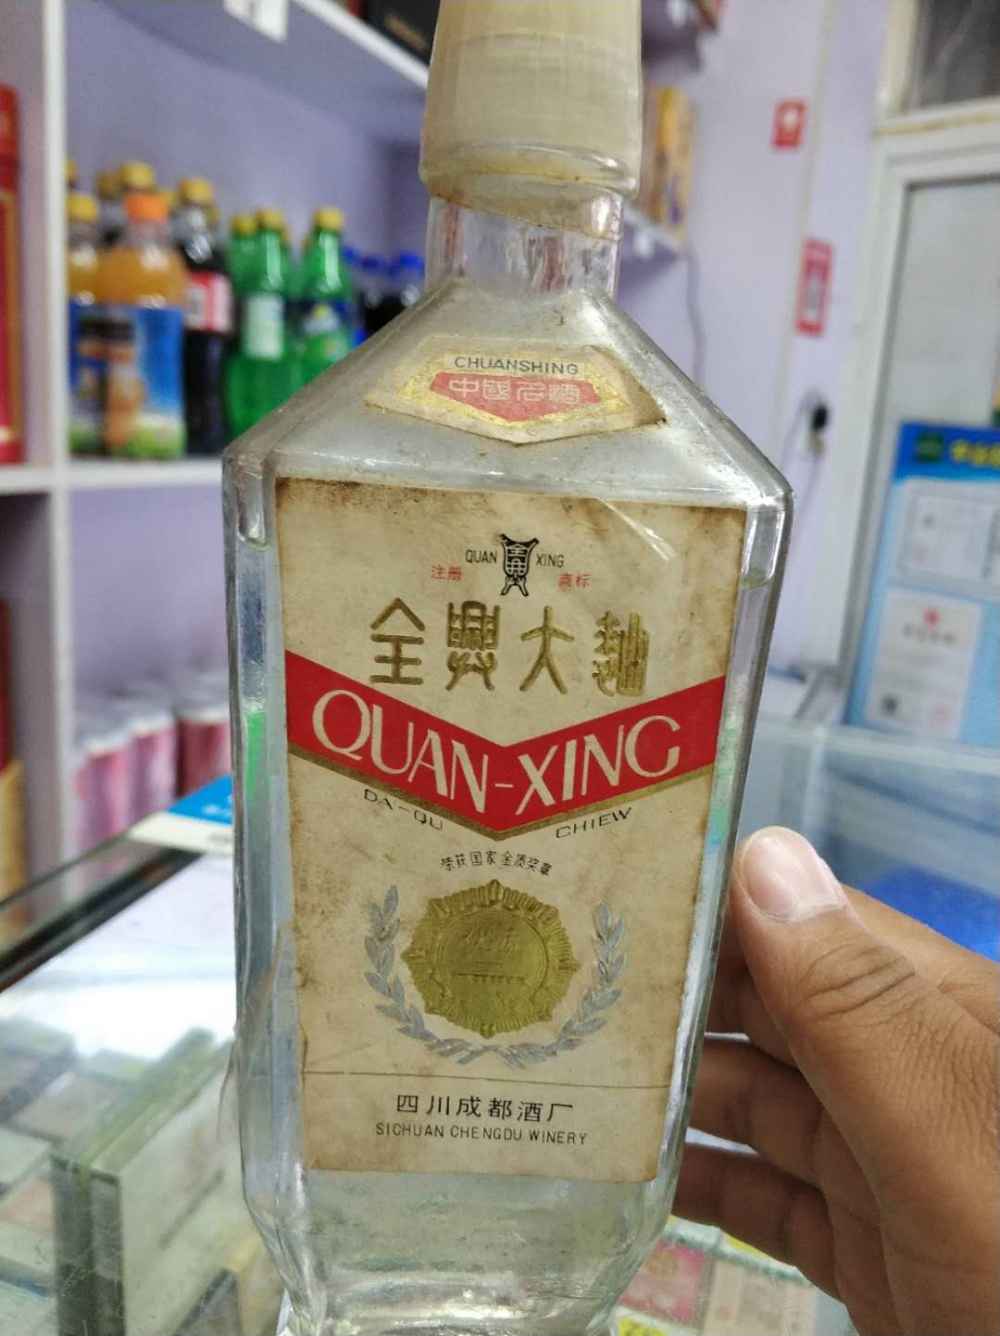 CHUANSHING
中國名酒
QUAN XING
注册 商标
全興大麯
QUAN-XING
DA-QU CHIEW
荣获国家金质奖章
四川成都酒厂
SICHUAN CHENGDU WINERY